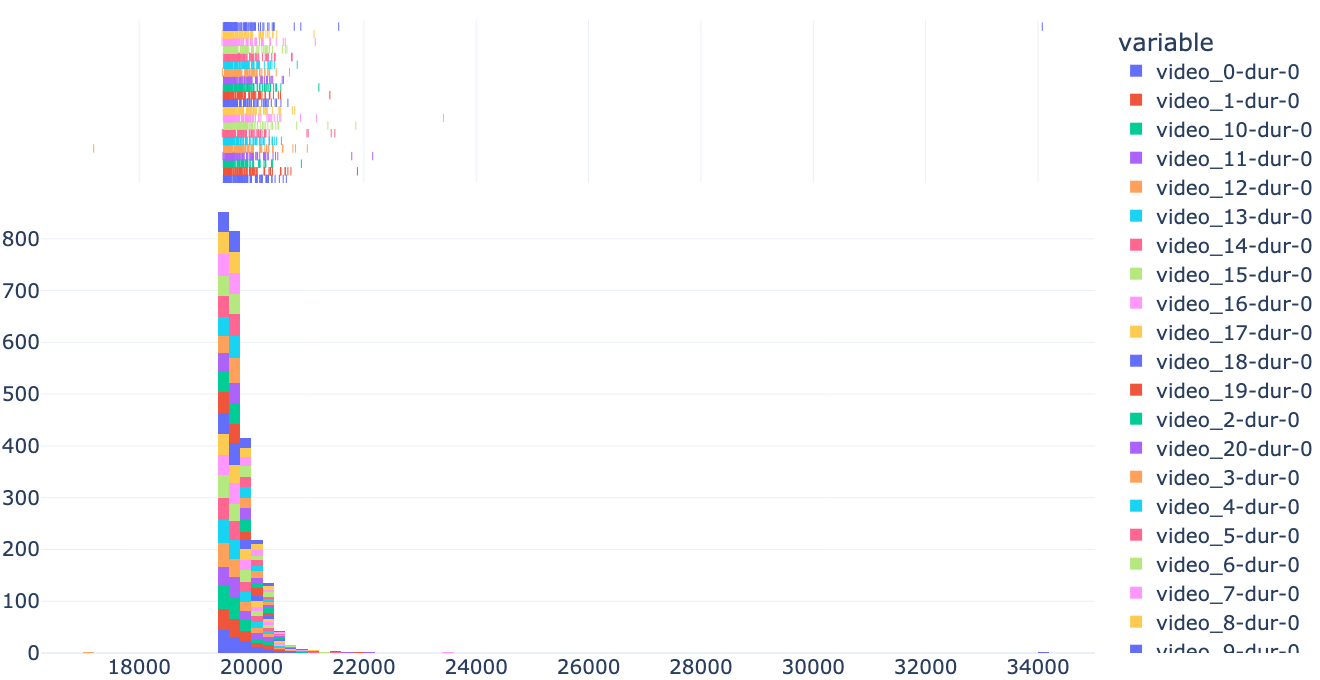 variable
video_0-dur-0
video_1-dur-0
video_10-dur-0
video_11-dur-0
video_12-dur-0
video_13-dur-0
video_14-dur-0
video_15-dur-0
video_16-dur-0
video_17-dur-0
video_18-dur-0
video_19-dur-0
video_2-dur-0
video_20-dur-0
video_3-dur-0
video_4-dur-0
video_5-dur-0
video_6-dur-0
video_7-dur-0
video_8-dur-0
video_9-dur-0
800
700
600
500
400
300
200
100
0
18000 20000 22000 24000 26000 28000 30000 32000 34000